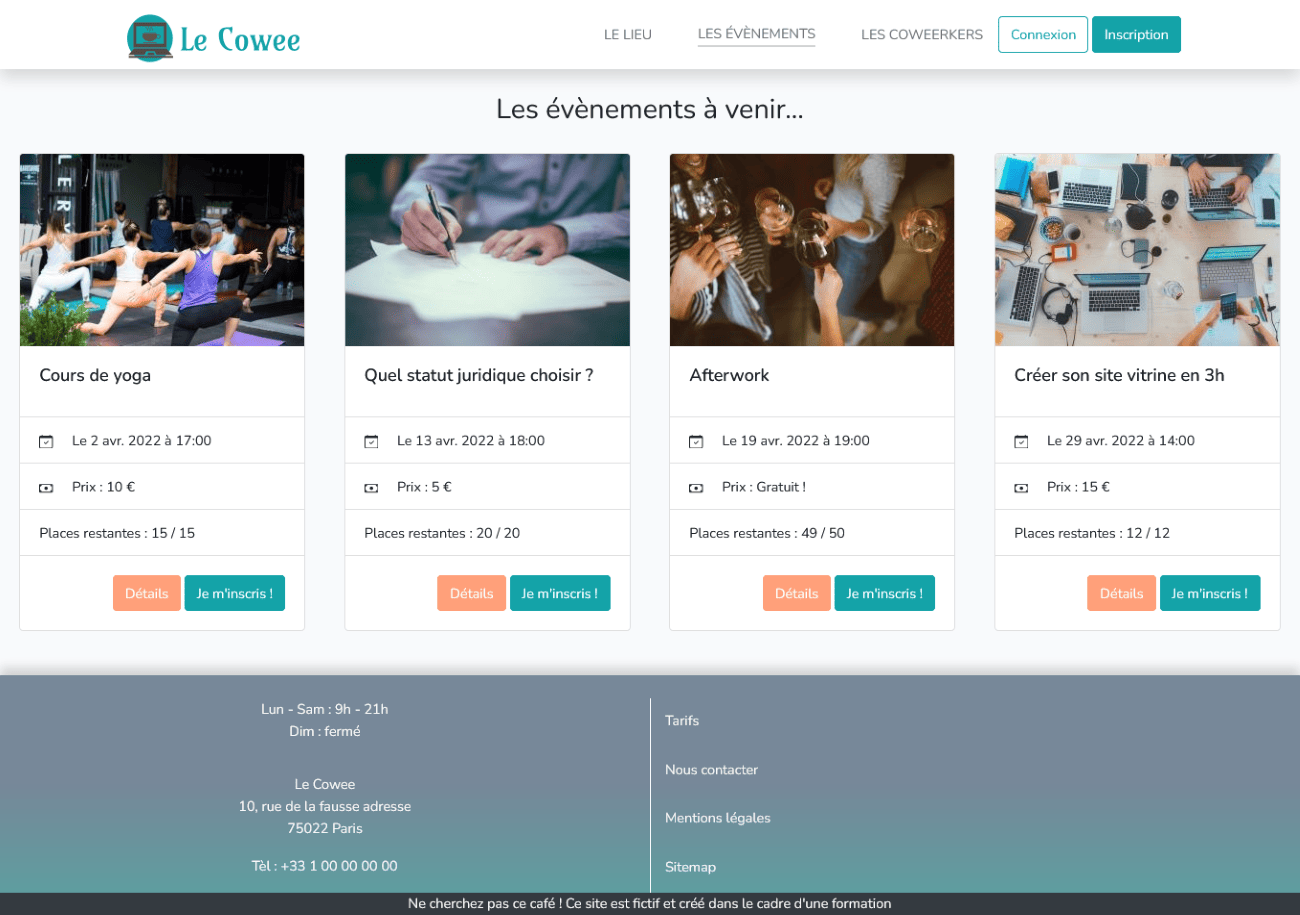 Le Cowee
LE LIEU
LES ÉVÈNEMENTS
LES COWEERKERS
Connexion
Inscription
Les évènements à venir...
Cours de yoga
Le 2 avr. 2022 à 17:00
Prix : 10 €
Places restantes : 15 / 15
Détails
Je m'inscris !
Quel statut juridique choisir ?
Le 13 avr. 2022 à 18:00
Prix : 5 €
Places restantes : 20 / 20
Détails
Je m'inscris !
Afterwork
Le 19 avr. 2022 à 19:00
Prix : Gratuit !
Places restantes : 49 / 50
Détails
Je m'inscris !
Créer son site vitrine en 3h
Le 29 avr. 2022 à 14:00
Prix : 15 €
Places restantes : 12 / 12
Détails
Je m'inscris !
Lun - Sam : 9h - 21h
Dim : fermé
Le Cowee
10, rue de la fausse adresse
75022 Paris
Tèl : +33 1 00 00 00 00
Tarifs
Nous contacter
Mentions légales
Sitemap
Ne cherchez pas ce café ! Ce site est fictif et créé dans le cadre d'une formation